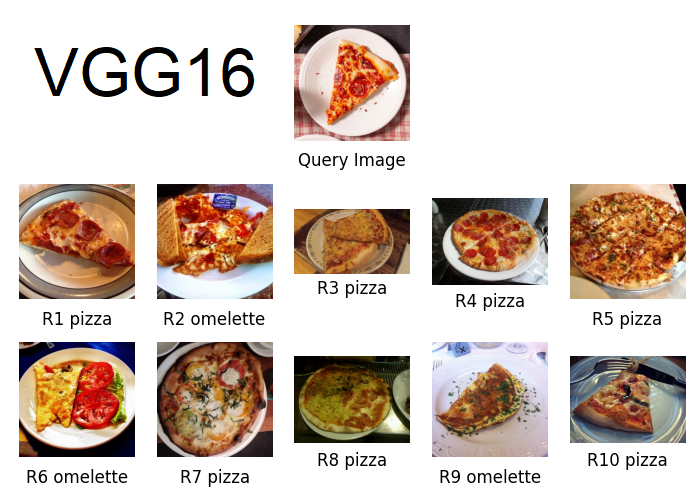 VGG16
Query Image
R1 pizza
R2 omelette
R3 pizza
R4 pizza
R5 pizza
R6 omelette
R7 pizza
R8 pizza
R9 omelette
R10 pizza